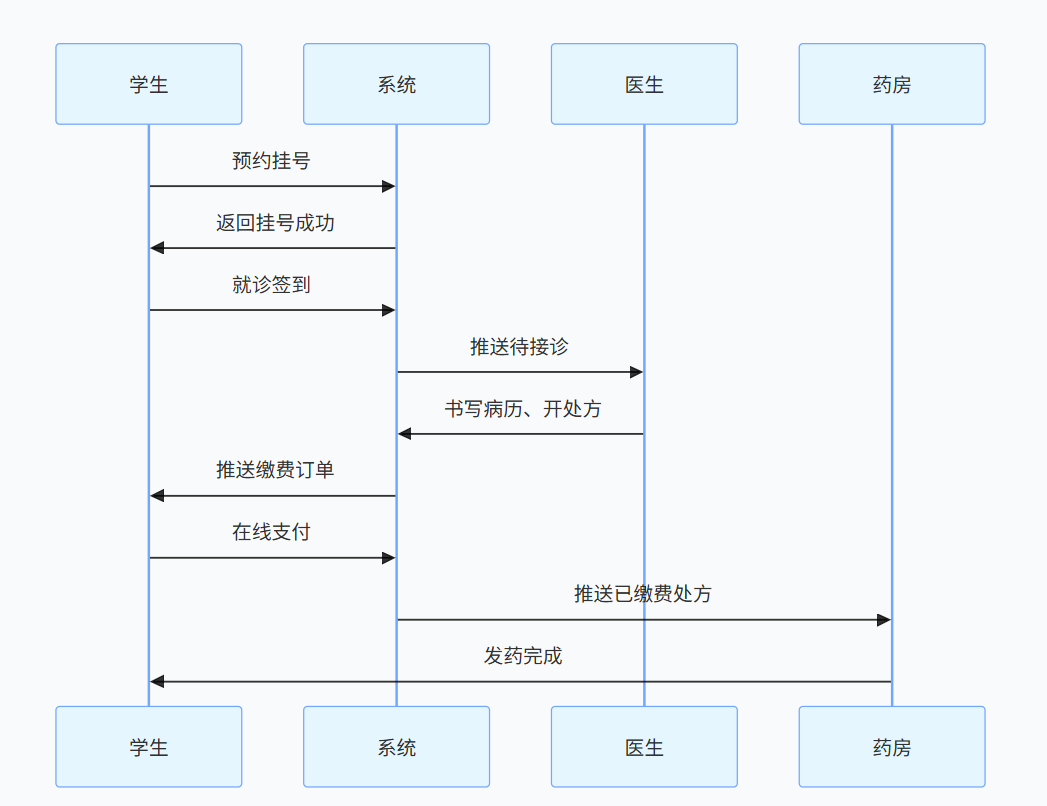 学生
系统
医生
药房
预约挂号
返回挂号成功
就诊签到
推送待接诊
书写病历、开处方
推送缴费订单
在线支付
推送已缴费处方
发药完成
学生
系统
医生
药房